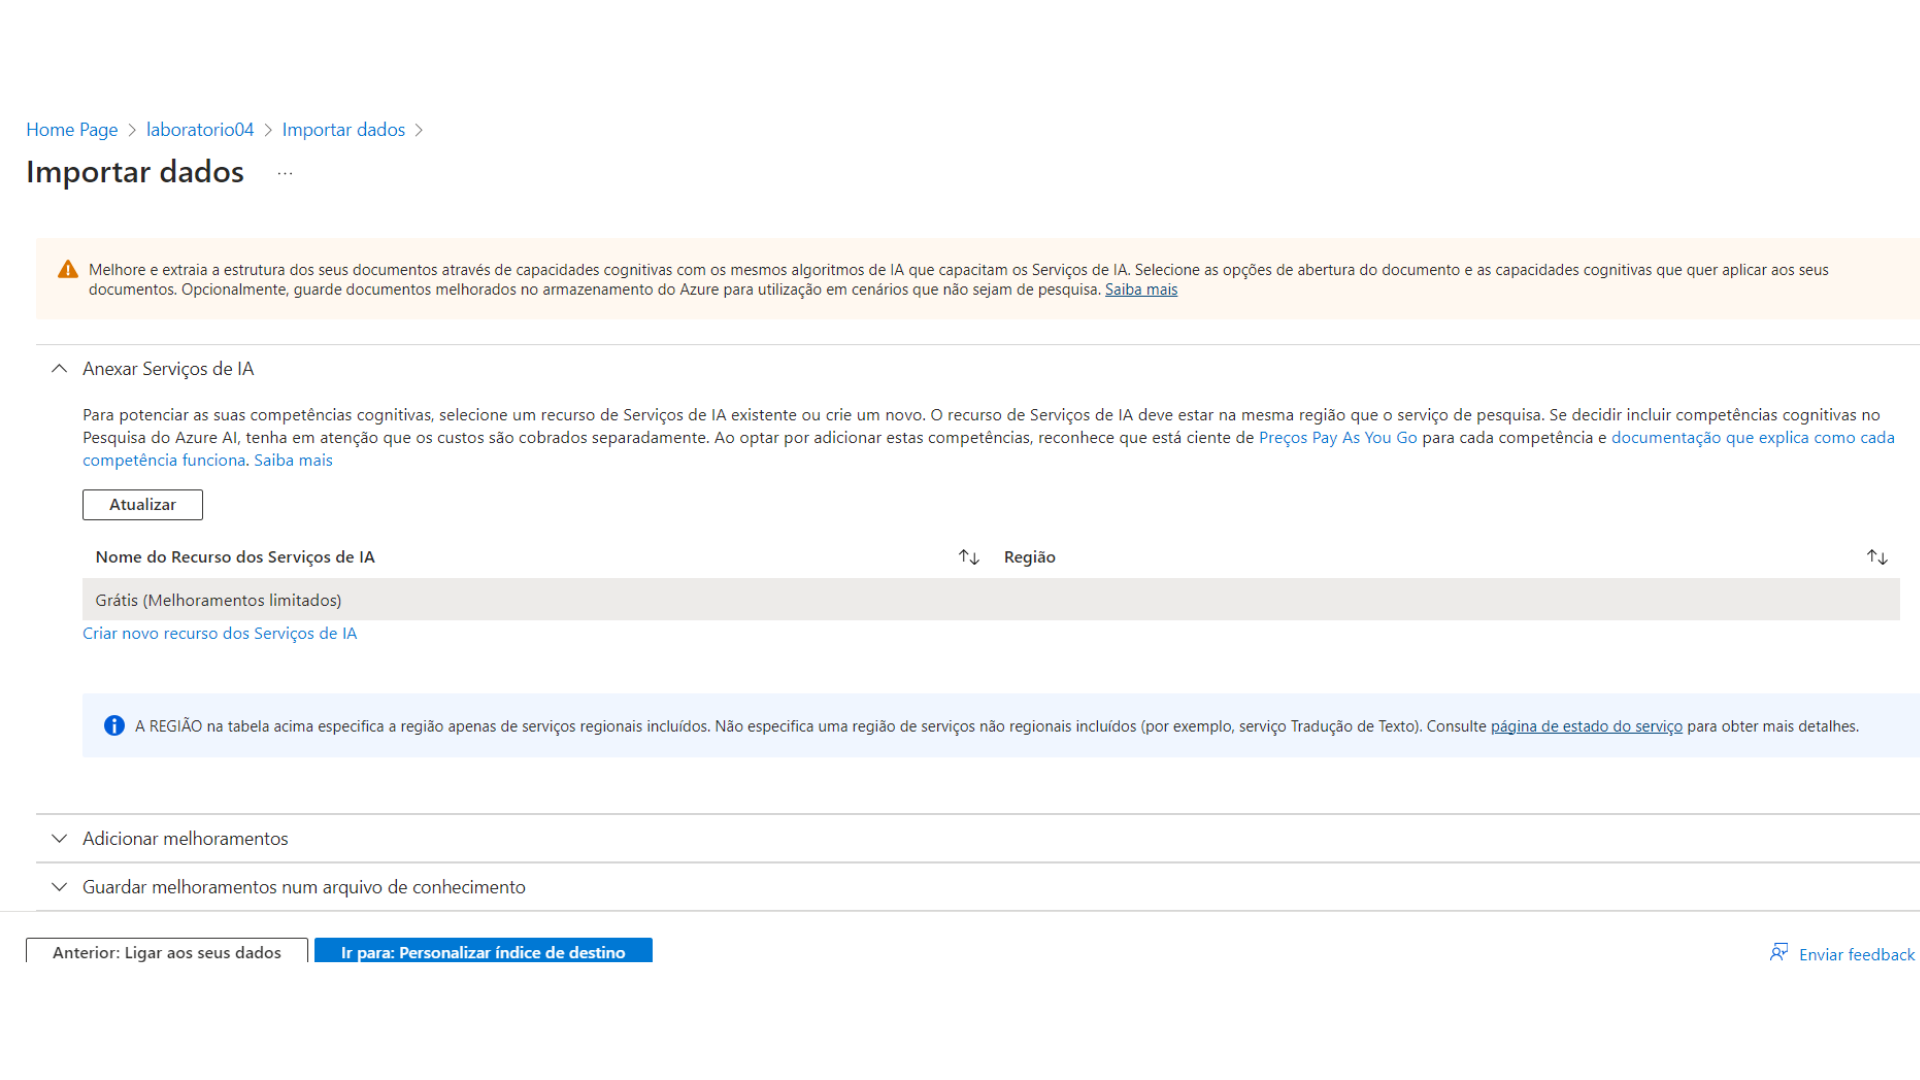 Home Page > laboratorio04 > Importar dados >
Importar dados ...
Melhore e extraia a estrutura dos seus documentos através de capacidades cognitivas com os mesmos algoritmos de IA que capacitam os Serviços de IA. Selecione as opções de abertura do documento e as capacidades cognitivas que quer aplicar aos seus
documentos. Opcionalmente, guarde documentos melhorados no armazenamento do Azure para utilização em cenários que não sejam de pesquisa. Saiba mais
Anexar Serviços de IA
Para potenciar as suas competências cognitivas, selecione um recurso de Serviços de IA existente ou crie um novo. O recurso de Serviços de IA deve estar na mesma região que o serviço de pesquisa. Se decidir incluir competências cognitivas no
Pesquisa do Azure AI, tenha em atenção que os custos são cobrados separadamente. Ao optar por adicionar estas competências, reconhece que está ciente de Preços Pay As You Go para cada competência e documentação que explica como cada
competência funciona. Saiba mais
Atualizar
Nome do Recurso dos Serviços de IA ↑↓ Região ↑↓
Grátis (Melhoramentos limitados)
Criar novo recurso dos Serviços de IA
A REGIÃO na tabela acima especifica a região apenas de serviços regionais incluídos. Não especifica uma região de serviços não regionais incluídos (por exemplo, serviço Tradução de Texto). Consulte página de estado do serviço para obter mais detalhes.
Adicionar melhoramentos
Guardar melhoramentos num arquivo de conhecimento
Anterior: Ligar aos seus dados Ir para: Personalizar índice de destino Enviar feedback